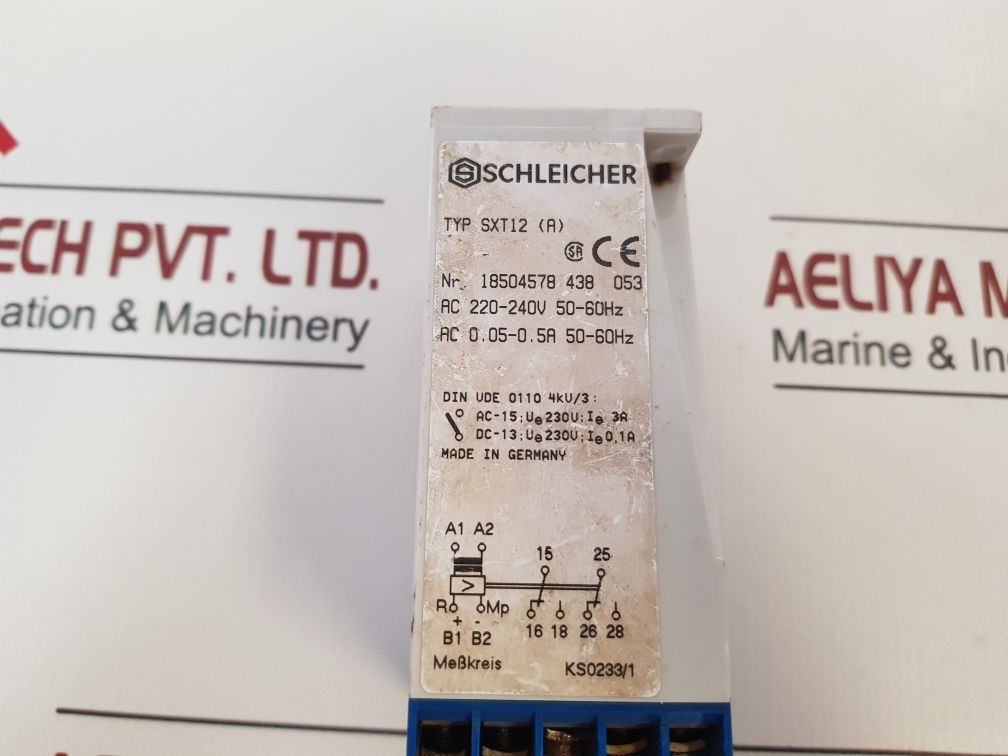 SCHLEICHER
TYP SXT12 (A)
SA CE
Nr. 18504578 438 053
AC 220-240V 50-60Hz
AC 0.05-0.5A 50-60Hz
DIN VDE 0110 4kV/3:
AC-15;Ue230V;Ie 3A
DC-13;Ue230V;Ie0,1A
MADE IN GERMANY
A1 A2
15 25
>
R Mp
+ -
16 18 26 28
B1 B2
Meßkreis KS0233/1
ECH PVT. LTD.
ation & Machinery
AELIYA M
Marine & In